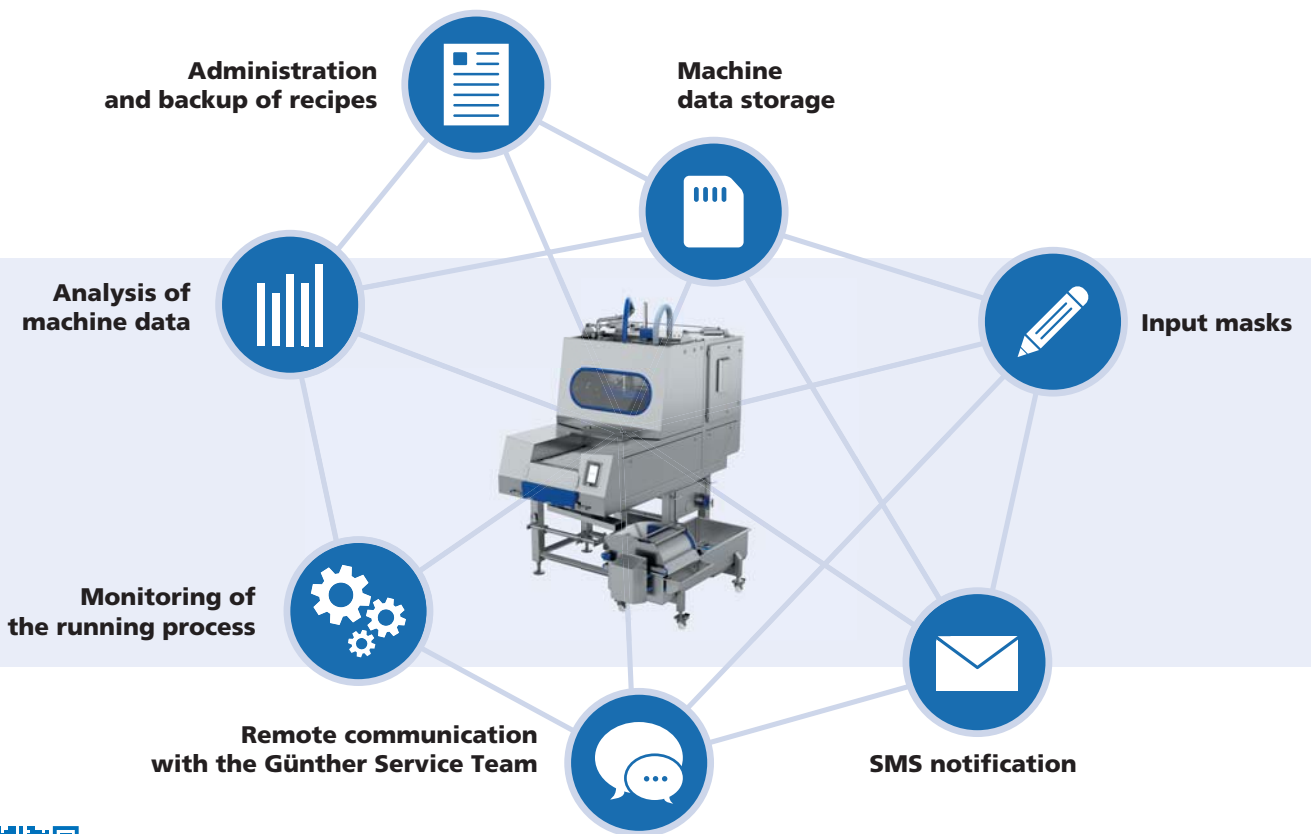 Administration
and backup of recipes
Machine
data storage
Analysis of
machine data
Input masks
Monitoring of
the running process
Remote communication
with the Günther Service Team
SMS notification